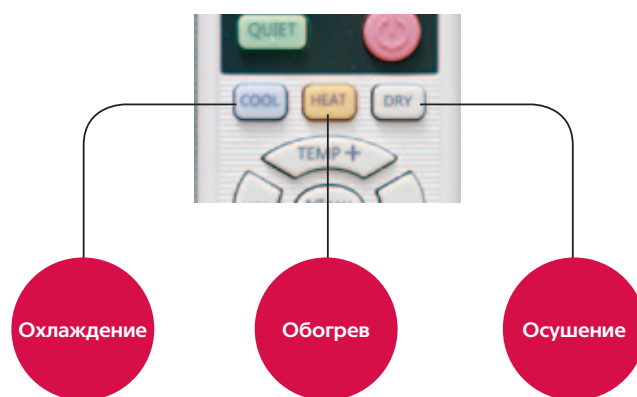 QUIET
COOL HEAT DRY
TEMP +
Охлаждение Обогрев Осушение